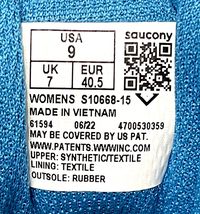 saucony
USA
9
UK EUR
7 40.5
WOMENS S10668-15
MADE IN VIETNAM
61594 06/22 4700530359
MAY BE COVERED BY US PAT.
WWW.PATENTS.WWWINC.COM
UPPER: SYNTHETIC/TEXTILE
LINING: TEXTILE
OUTSOLE: RUBBER